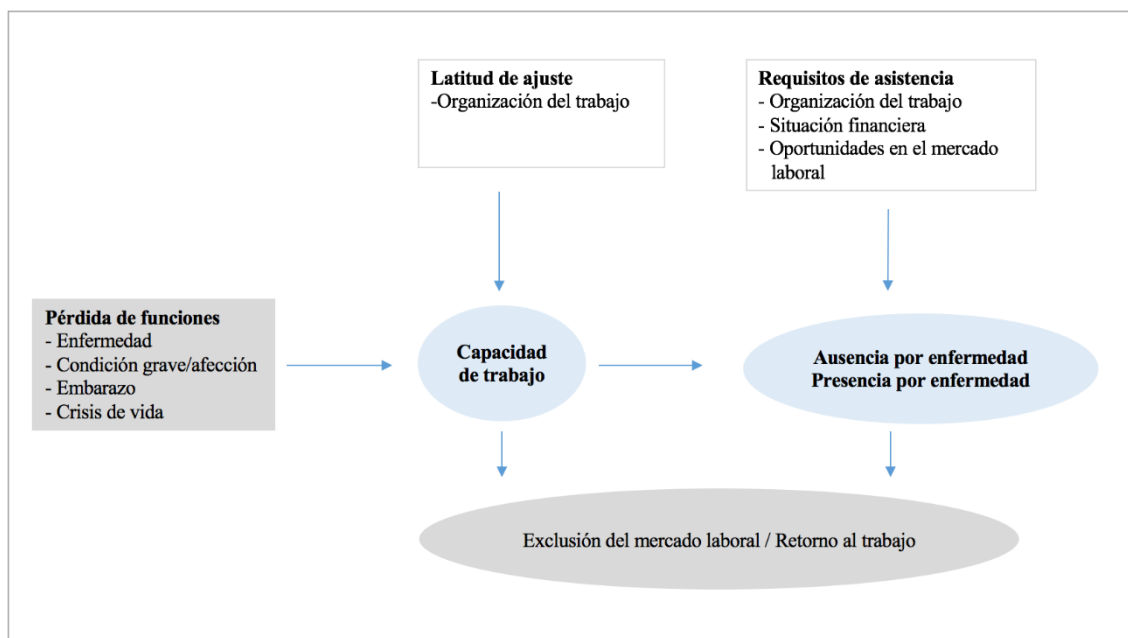 Latitud de ajuste
-Organización del trabajo
Requisitos de asistencia
- Organización del trabajo
- Situación financiera
- Oportunidades en el mercado
laboral
Pérdida de funciones
- Enfermedad
- Condición grave/afección
- Embarazo
- Crisis de vida
Capacidad
de trabajo
Ausencia por enfermedad
Presencia por enfermedad
Exclusión del mercado laboral / Retorno al trabajo